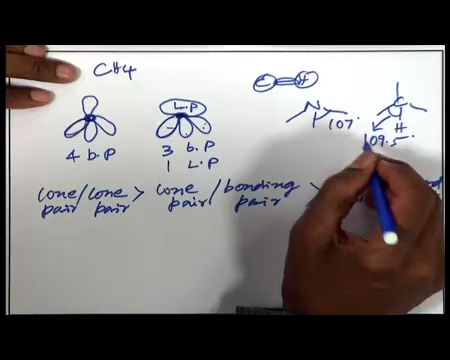 CH4
C H
L.P
N
107.
C
H
109.5
4 b.P
3 b.P
1 L.P
Lone pair / Lone pair > Lone pair / bonding pair >